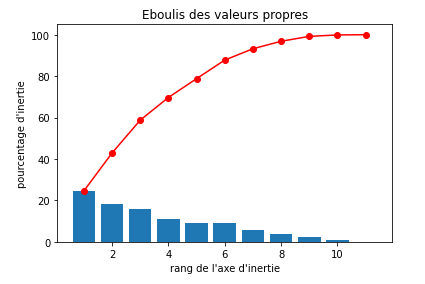 Eboulis des valeurs propres
100
80
60
40
20
0
pourcentage d'inertie
2 4 6 8 10
rang de l'axe d'inertie